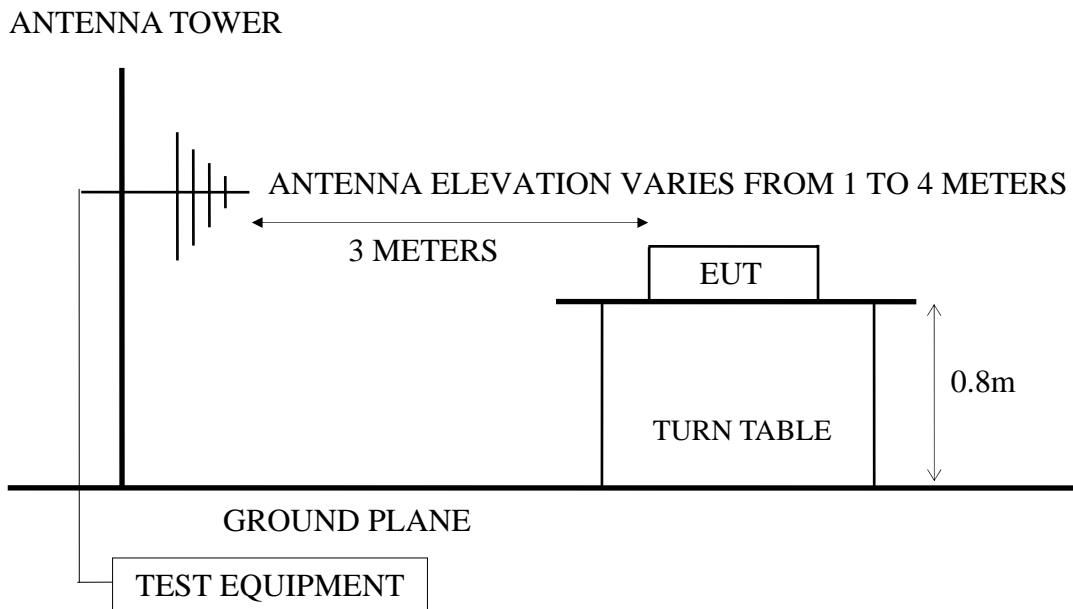 ANTENNA TOWER
ANTENNA ELEVATION VARIES FROM 1 TO 4 METERS
3 METERS
EUT
0.8m
TURN TABLE
GROUND PLANE
TEST EQUIPMENT